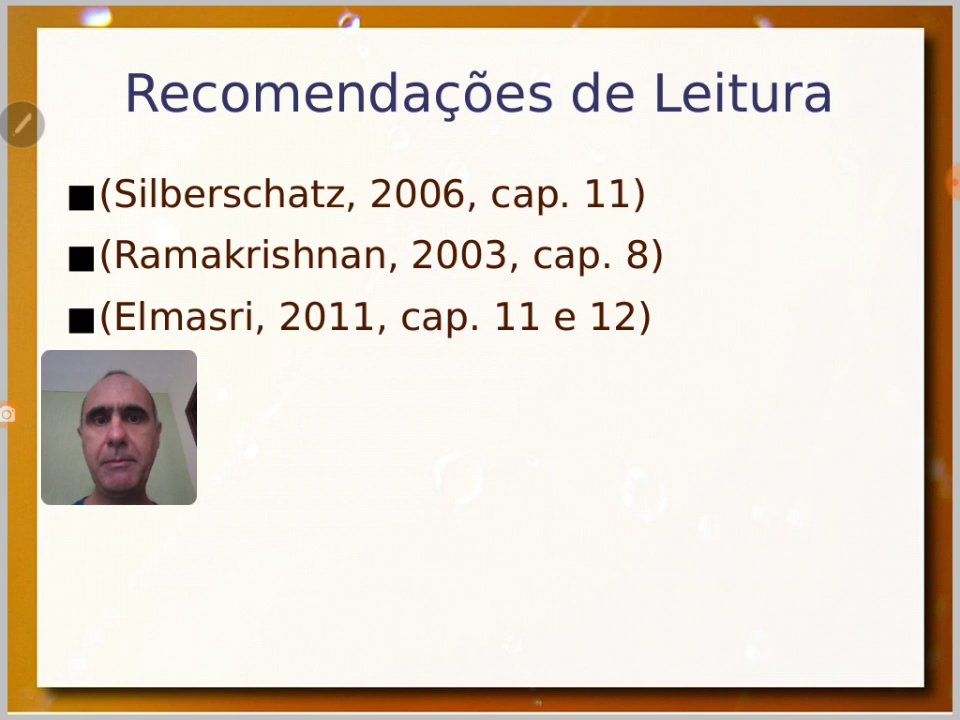 Recomendações de Leitura
(Silberschatz, 2006, cap. 11)
(Ramakrishnan, 2003, cap. 8)
(Elmasri, 2011, cap. 11 e 12)